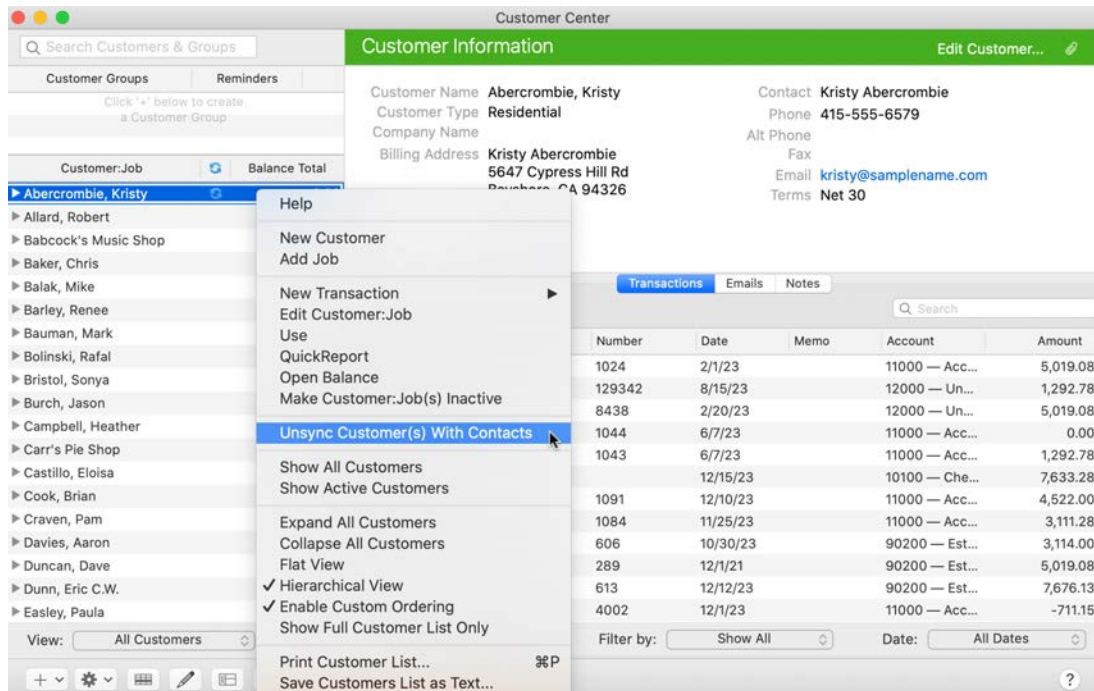 Customer Center
Search Customers & Groups
Customer Groups Reminders
Click '+' below to create
a Customer Group
Customer:Job Balance Total
Abercrombie, Kristy
Allard, Robert
Babcock's Music Shop
Baker, Chris
Balak, Mike
Barley, Renee
Bauman, Mark
Bolinski, Rafal
Bristol, Sonya
Burch, Jason
Campbell, Heather
Carr's Pie Shop
Castillo, Eloisa
Cook, Brian
Craven, Pam
Davies, Aaron
Duncan, Dave
Dunn, Eric C.W.
Easley, Paula
View: All Customers
Customer Information Edit Customer...
Customer Name Abercrombie, Kristy
Customer Type Residential
Company Name
Billing Address Kristy Abercrombie
5647 Cypress Hill Rd
Bayshore, CA 94326
Contact Kristy Abercrombie
Phone 415-555-6579
Alt Phone
Fax
Email kristy@samplename.com
Terms Net 30
Help
New Customer
Add Job
New Transaction
Edit Customer:Job
Use
QuickReport
Open Balance
Make Customer:Job(s) Inactive
Unsync Customer(s) With Contacts
Show All Customers
Show Active Customers
Expand All Customers
Collapse All Customers
Flat View
✓ Hierarchical View
✓ Enable Custom Ordering
Show Full Customer List Only
Print Customer List... ⌘P
Save Customers List as Text...
Transactions Emails Notes
Search
Number Date Memo Account Amount
1024 2/1/23 11000 — Acc... 5,019.08
129342 8/15/23 12000 — Un... 1,292.78
8438 2/20/23 12000 — Un... 5,019.08
1044 6/7/23 11000 — Acc... 0.00
1043 6/7/23 11000 — Acc... 1,292.78
12/15/23 10100 — Che... 7,633.28
1091 12/10/23 11000 — Acc... 4,522.00
1084 11/25/23 11000 — Acc... 3,111.28
606 10/30/23 90200 — Est... 3,114.00
289 12/1/21 90200 — Est... 5,019.08
613 12/12/23 90200 — Est... 7,676.13
4002 12/1/23 11000 — Acc... -711.15
Filter by: Show All Date: All Dates
?